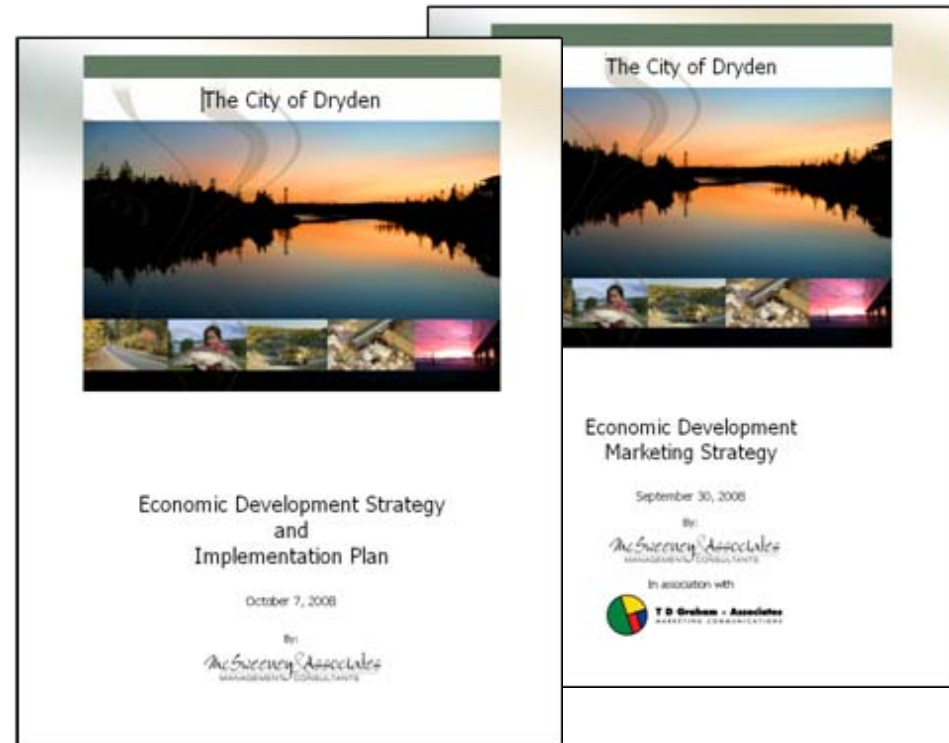 The City of Dryden
Economic Development Strategy
and
Implementation Plan
October 7, 2008
By:
McSweeney & Associates
MANAGEMENT CONSULTANTS
The City of Dryden
Economic Development
Marketing Strategy
September 30, 2008
By:
McSweeney & Associates
MANAGEMENT CONSULTANTS
In association with
T D Graham + Associates
MARKETING COMMUNICATIONS